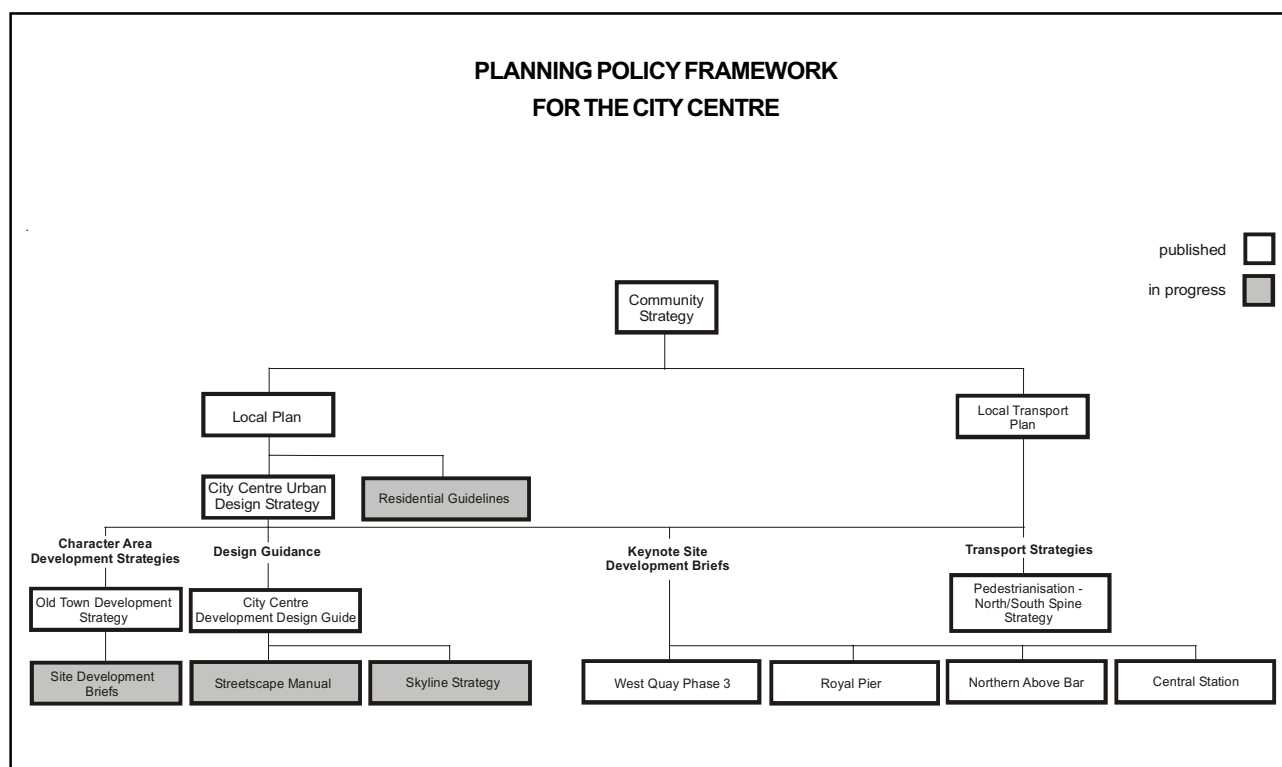 PLANNING POLICY FRAMEWORK
FOR THE CITY CENTRE
published
in progress
Community
Strategy
Local Plan
Local Transport
Plan
City Centre Urban
Design Strategy
Residential Guidelines
Character Area
Development Strategies
Design Guidance
Keynote Site
Development Briefs
Transport Strategies
Old Town Development
Strategy
City Centre
Development Design Guide
Pedestrianisation -
North/South Spine
Strategy
Site Development
Briefs
Streetscape Manual
Skyline Strategy
West Quay Phase 3
Royal Pier
Northern Above Bar
Central Station